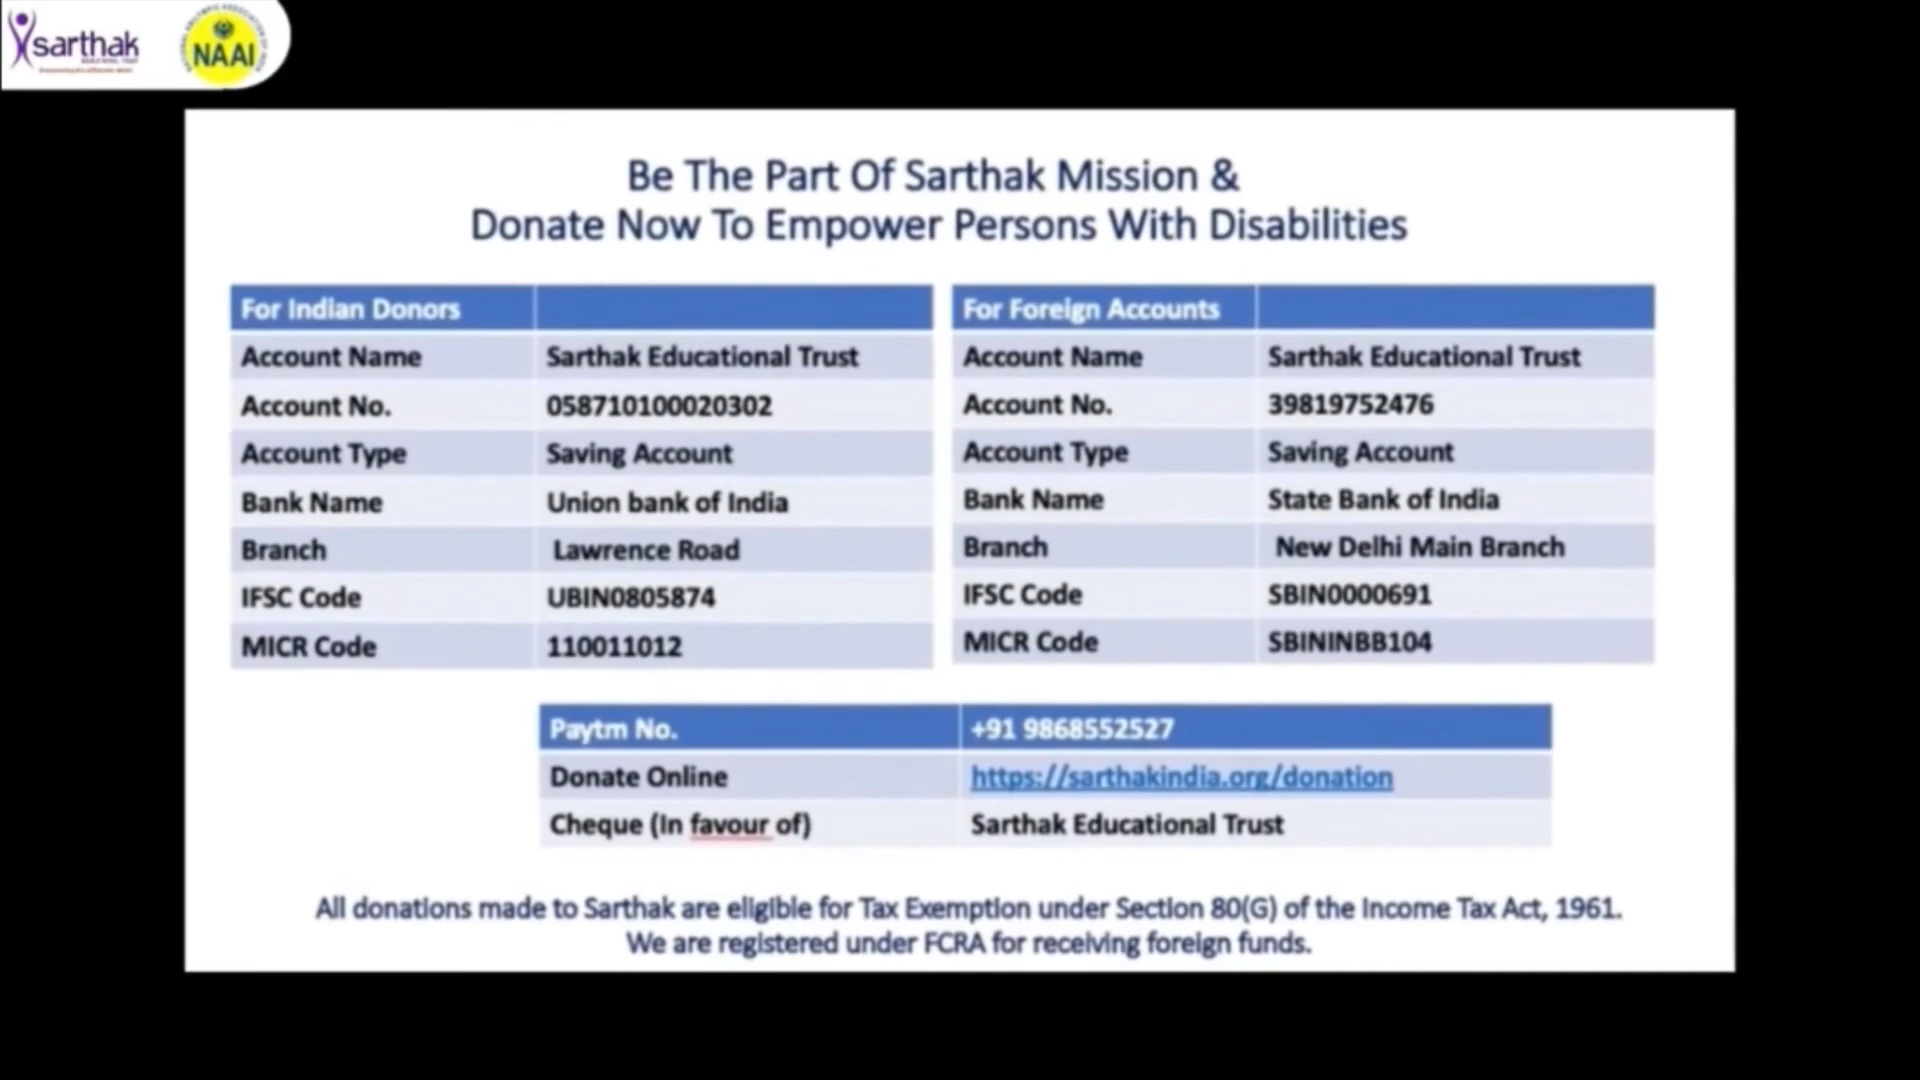 sarthak
NAAI
Be The Part Of Sarthak Mission &
Donate Now To Empower Persons With Disabilities
For Indian Donors
Account Name Sarthak Educational Trust
Account No. 058710100020302
Account Type Saving Account
Bank Name Union bank of India
Branch Lawrence Road
IFSC Code UBIN0805874
MICR Code 110011012
For Foreign Accounts
Account Name Sarthak Educational Trust
Account No. 39819752476
Account Type Saving Account
Bank Name State Bank of India
Branch New Delhi Main Branch
IFSC Code SBIN0000691
MICR Code SBININBB104
Paytm No. +91 9868552527
Donate Online https://sarthakindia.org/donation
Cheque (In favour of) Sarthak Educational Trust
All donations made to Sarthak are eligible for Tax Exemption under Section 80(G) of the Income Tax Act, 1961.
We are registered under FCRA for receiving foreign funds.